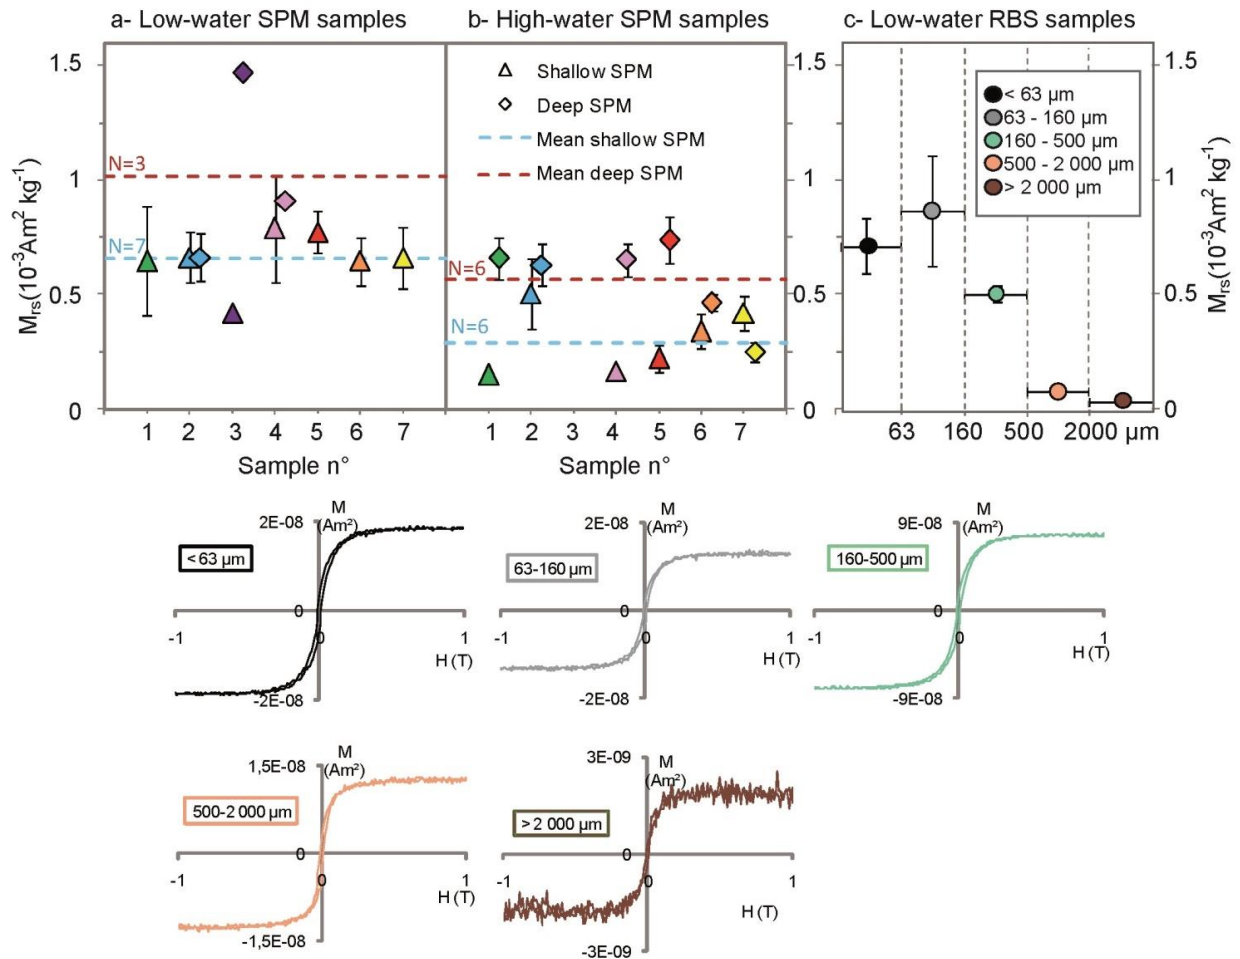 a- Low-water SPM samples
b- High-water SPM samples
c- Low-water RBS samples
Mrs(10⁻³Am² kg⁻¹)
1.5
1
0.5
0
N=3
N=7
1 2 3 4 5 6 7
Sample n°
Shallow SPM
Deep SPM
Mean shallow SPM
Mean deep SPM
N=6
N=6
1 2 3 4 5 6 7
Sample n°
1.5
1
0.5
0
< 63 µm
63 - 160 µm
160 - 500 µm
500 - 2 000 µm
> 2 000 µm
63 160 500 2000 µm
1.5
1
0.5
0
Mrs(10⁻³Am² kg⁻¹)
M
(Am²)
2E-08
< 63 µm
0
-1 0 1
H (T)
-2E-08
M
(Am²)
2E-08
63-160 µm
0
-1 0 1
H (T)
-2E-08
M
(Am²)
9E-08
160-500 µm
0
-1 0 1
H (T)
-9E-08
M
(Am²)
1,5E-08
500-2 000 µm
0
-1 0 1
H (T)
-1,5E-08
3E-09
M
(Am²)
> 2 000 µm
0
-1 0 1
H (T)
-3E-09